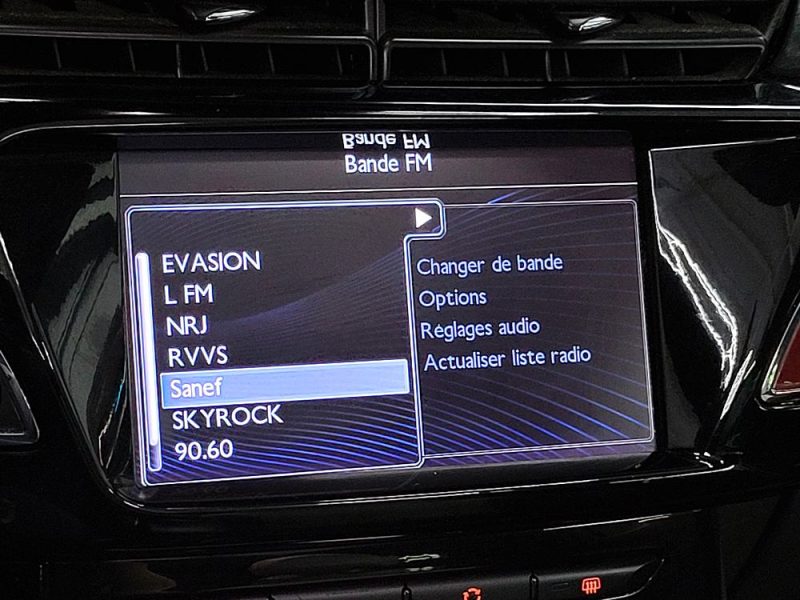 Bande FM
Bande FM
EVASION
L FM
NRJ
RVVS
Sanef
SKYROCK
90.60
Changer de bande
Options
Réglages audio
Actualiser liste radio